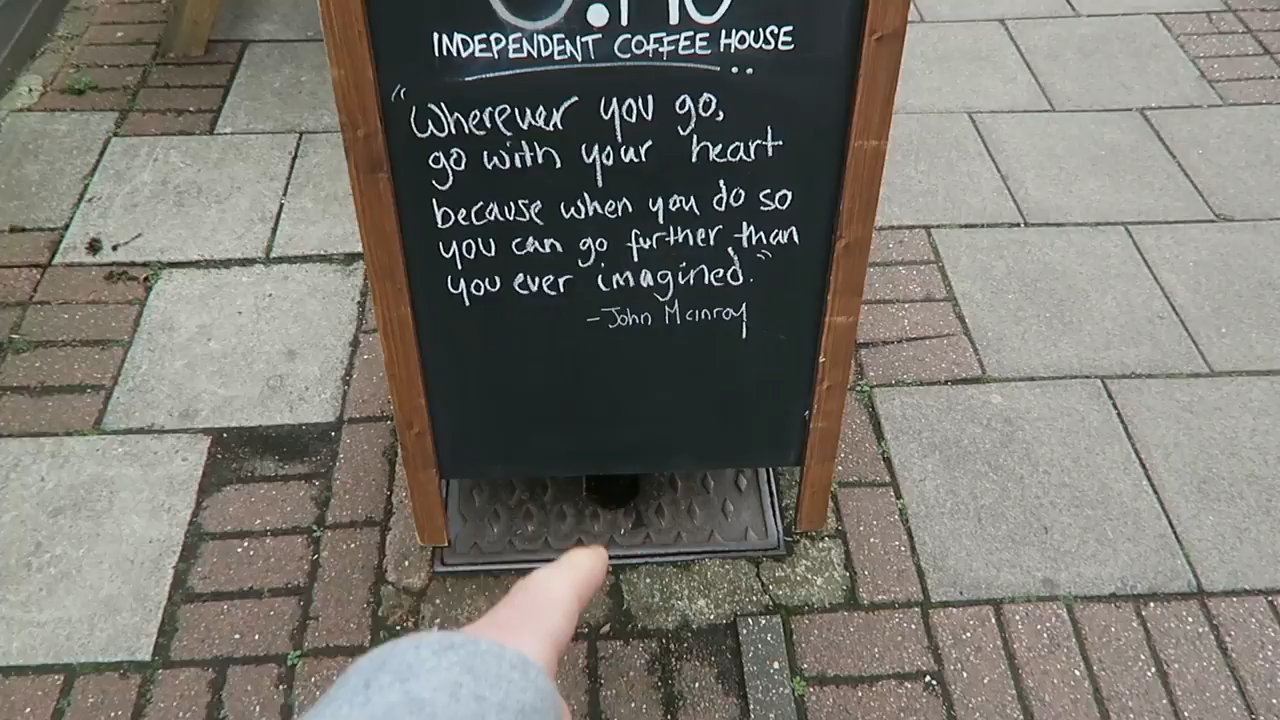 INDEPENDENT COFFEE HOUSE
"Wherever you go,
go with your heart
because when you do so
you can go further than
you ever imagined."
- John Mcinroy